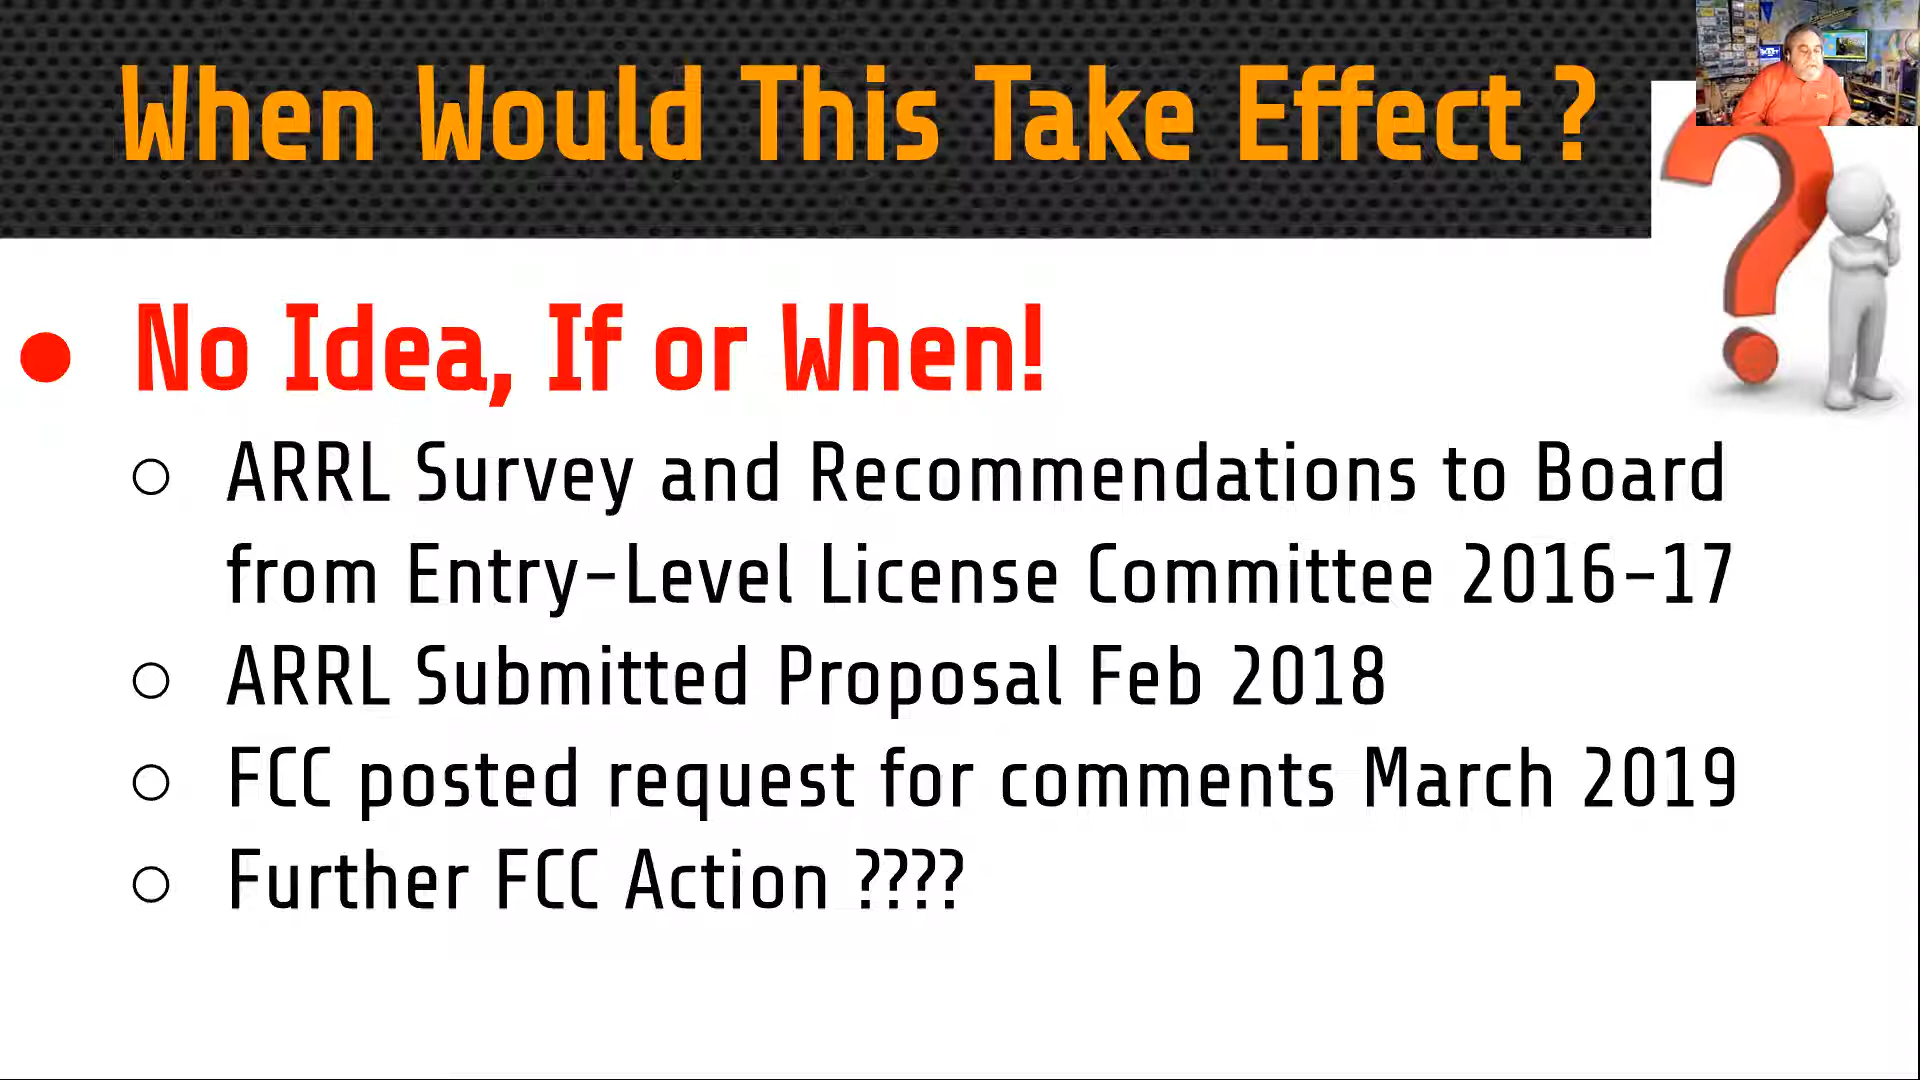 When Would This Take Effect ?
● No Idea, If or When!
○ ARRL Survey and Recommendations to Board
from Entry-Level License Committee 2016-17
○ ARRL Submitted Proposal Feb 2018
○ FCC posted request for comments March 2019
○ Further FCC Action ????